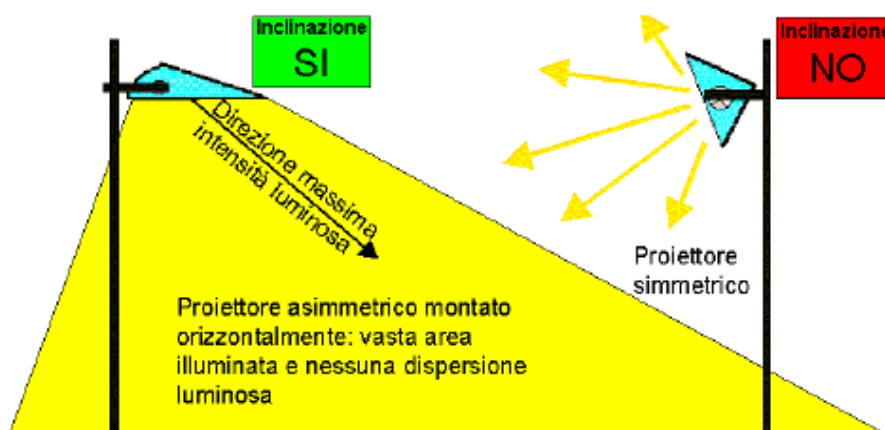 Inclinazione
SI
Inclinazione
NO
Direzione massima
intensità luminosa
Proiettore
simmetrico
Proiettore asimmetrico montato
orizzontalmente: vasta area
illuminata e nessuna dispersione
luminosa